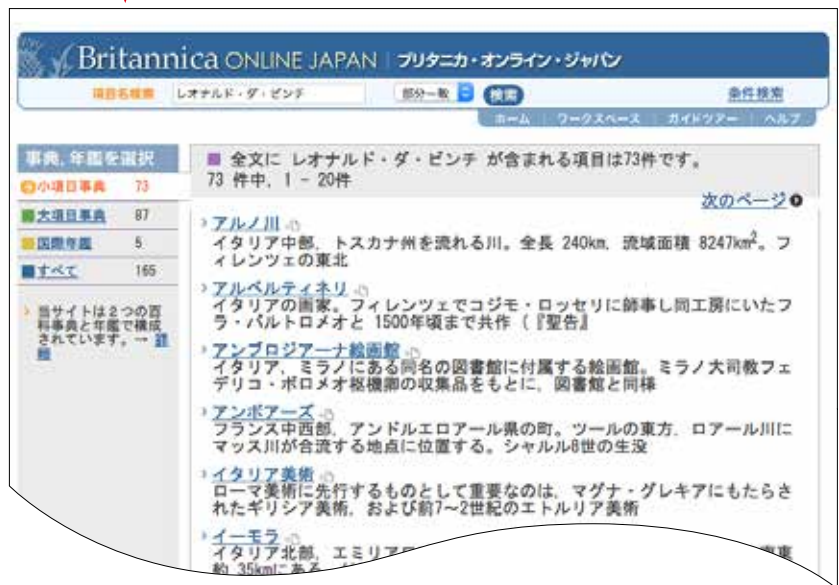 Britannica ONLINE JAPAN | ブリタニカ・オンライン・ジャパン
項目名検索 レオナルド・ダ・ビンチ 部分一致 検索 条件検索
ホーム | ワークスペース | ガイドツアー | ヘルプ
事典，年鑑を選択
小項目事典 73
大項目事典 87
国際年鑑 5
すべて 165
当サイトは2つの百
科事典と年鑑で構成
されています。→ 詳
細
■ 全文に レオナルド・ダ・ビンチ が含まれる項目は73件です。
73 件中，1 - 20件
次のページ
アルノ川
イタリア中部，トスカナ州を流れる川。全長 240km，流域面積 8247km²。フ
ィレンツェの東北
アルベルティネリ
イタリアの画家。フィレンツェでコジモ・ロッセリに師事し同工房にいたフ
ラ・バルトロメオと 1500年頃まで共作（『聖告』
アンブロジアーナ絵画館
イタリア，ミラノにある同名の図書館に付属する絵画館。ミラノ大司教フェ
デリコ・ボロメオ枢機卿の収集品をもとに，図書館と同様
アンボアーズ
フランス中西部，アンドルエロアール県の町。ツールの東方，ロアール川に
マッス川が合流する地点に位置する。シャルル8世の生没
イタリア美術
ローマ美術に先行するものとして重要なのは，マグナ・グレキアにもたらさ
れたギリシア美術，および前7～2世紀のエトルリア美術
イーモラ
イタリア北部，エミリア
約 35kmにある